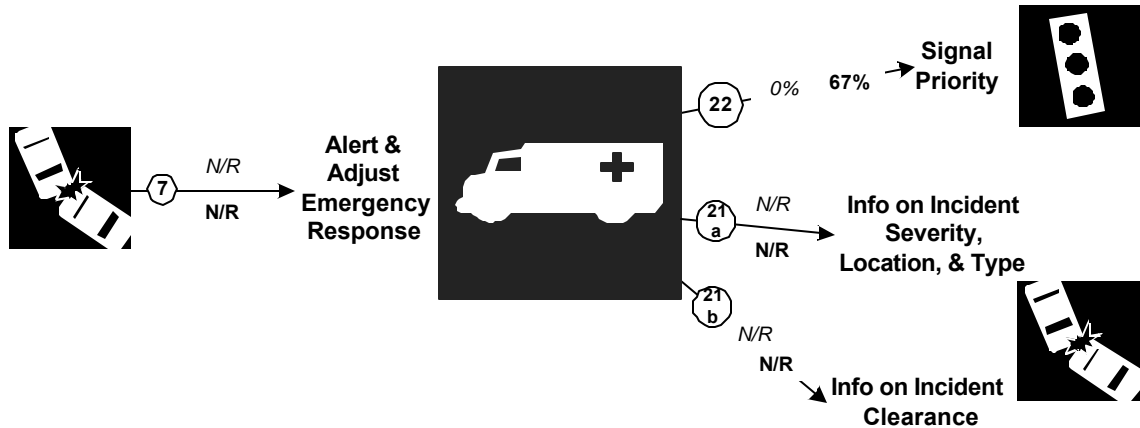 7
N/R
N/R
Alert &
Adjust
Emergency
Response
22
0%
67%
Signal
Priority
21
a
N/R
N/R
Info on Incident
Severity,
Location, & Type
21
b
N/R
N/R
Info on Incident
Clearance